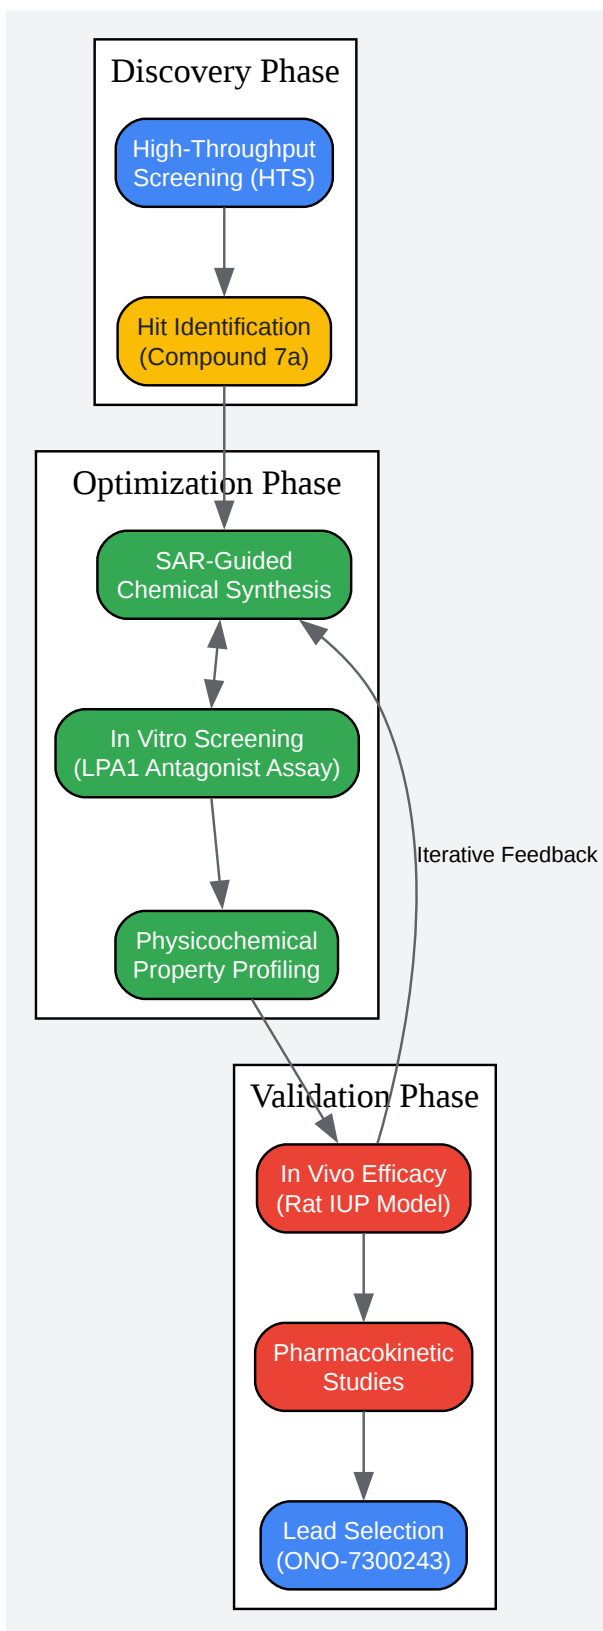 Discovery Phase
High-Throughput
Screening (HTS)
Hit Identification
(Compound 7a)
Optimization Phase
SAR-Guided
Chemical Synthesis
In Vitro Screening
(LPA1 Antagonist Assay)
Iterative Feedback
Physicochemical
Property Profiling
Validation Phase
In Vivo Efficacy
(Rat IUP Model)
Pharmacokinetic
Studies
Lead Selection
(ONO-7300243)